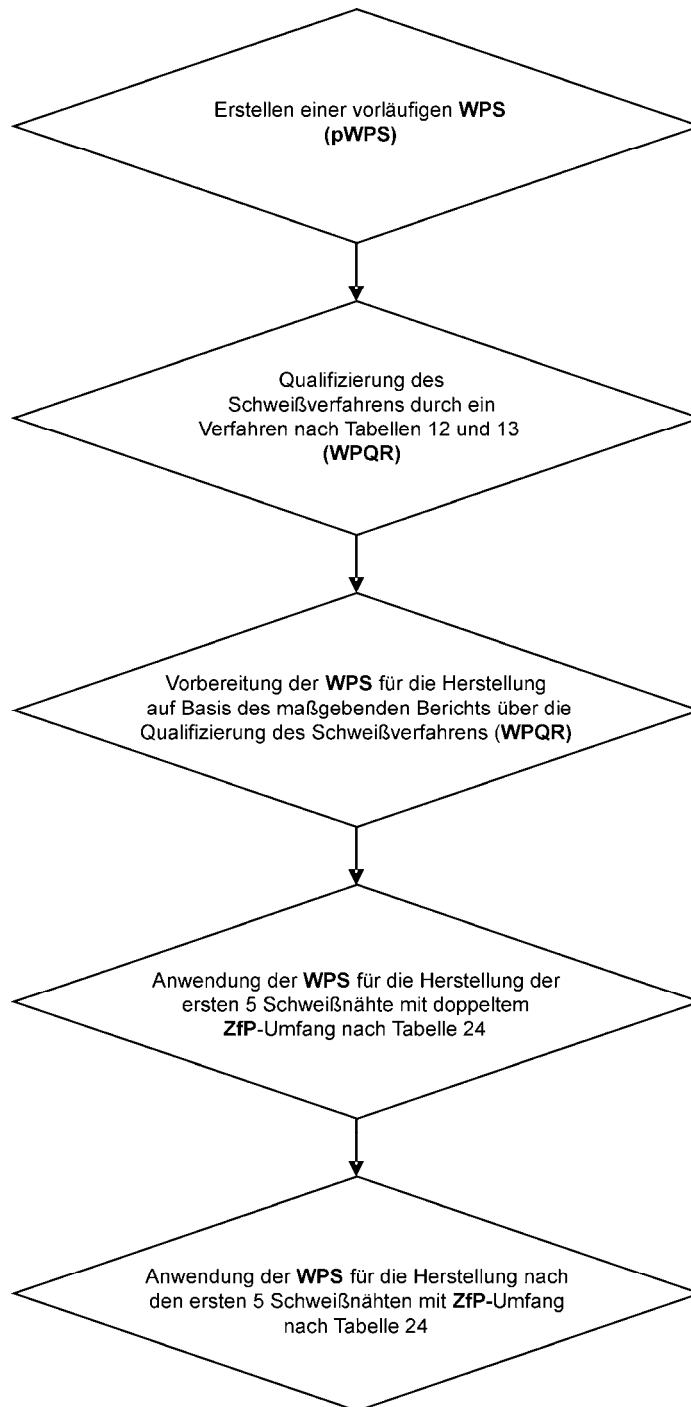 Erstellen einer vorläufigen WPS
(pWPS)
Qualifizierung des
Schweißverfahrens durch ein
Verfahren nach Tabellen 12 und 13
(WPQR)
Vorbereitung der WPS für die Herstellung
auf Basis des maßgebenden Berichts über die
Qualifizierung des Schweißverfahrens (WPQR)
Anwendung der WPS für die Herstellung der
ersten 5 Schweißnähte mit doppeltem
ZfP-Umfang nach Tabelle 24
Anwendung der WPS für die Herstellung nach
den ersten 5 Schweißnähten mit ZfP-Umfang
nach Tabelle 24